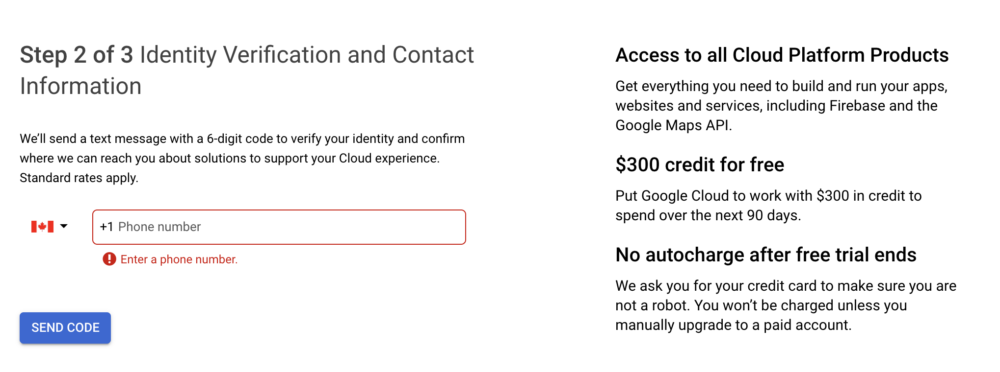 Step 2 of 3 Identity Verification and Contact
Information
We’ll send a text message with a 6-digit code to verify your identity and confirm
where we can reach you about solutions to support your Cloud experience.
Standard rates apply.
+1 Phone number
Enter a phone number.
SEND CODE
Access to all Cloud Platform Products
Get everything you need to build and run your apps,
websites and services, including Firebase and the
Google Maps API.
$300 credit for free
Put Google Cloud to work with $300 in credit to
spend over the next 90 days.
No autocharge after free trial ends
We ask you for your credit card to make sure you are
not a robot. You won’t be charged unless you
manually upgrade to a paid account.